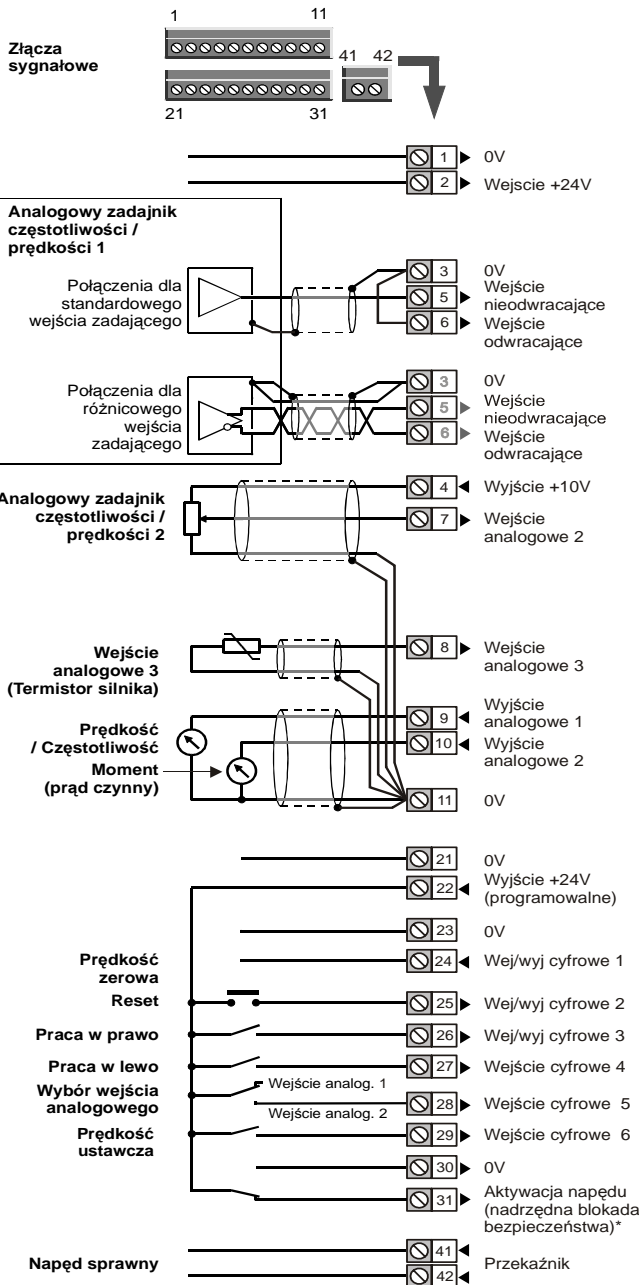 1 11
Złącza
sygnałowe
41 42
21 31
1 0V
2 Wejscie +24V
Analogowy zadajnik
częstotliwości /
prędkości 1
Połączenia dla
standardowego
wejścia zadającego
3 0V
5 Wejście
nieodwracające
6 Wejście
odwracające
Połączenia dla
różnicowego
wejścia
zadającego
3 0V
5 Wejście
nieodwracające
6 Wejście
odwracające
Analogowy zadajnik
częstotliwości /
prędkości 2
4 Wyjście +10V
7 Wejście
analogowe 2
Wejście
analogowe 3
(Termistor silnika)
8 Wejście
analogowe 3
Prędkość
/ Częstotliwość
Moment
(prąd czynny)
9 Wyjście
analogowe 1
10 Wyjście
analogowe 2
11 0V
21 0V
22 Wyjście +24V
(programowalne)
23 0V
Prędkość
zerowa
24 Wej/wyj cyfrowe 1
Reset
25 Wej/wyj cyfrowe 2
Praca w prawo
26 Wej/wyj cyfrowe 3
Praca w lewo
27 Wejście cyfrowe 4
Wybór wejścia
analogowego
Wejście analog. 1
Wejście analog. 2
28 Wejście cyfrowe 5
Prędkość
ustawcza
29 Wejście cyfrowe 6
30 0V
31 Aktywacja napędu
(nadrzędna blokada
bezpieczeństwa)*
Napęd sprawny
41
42
Przekaźnik